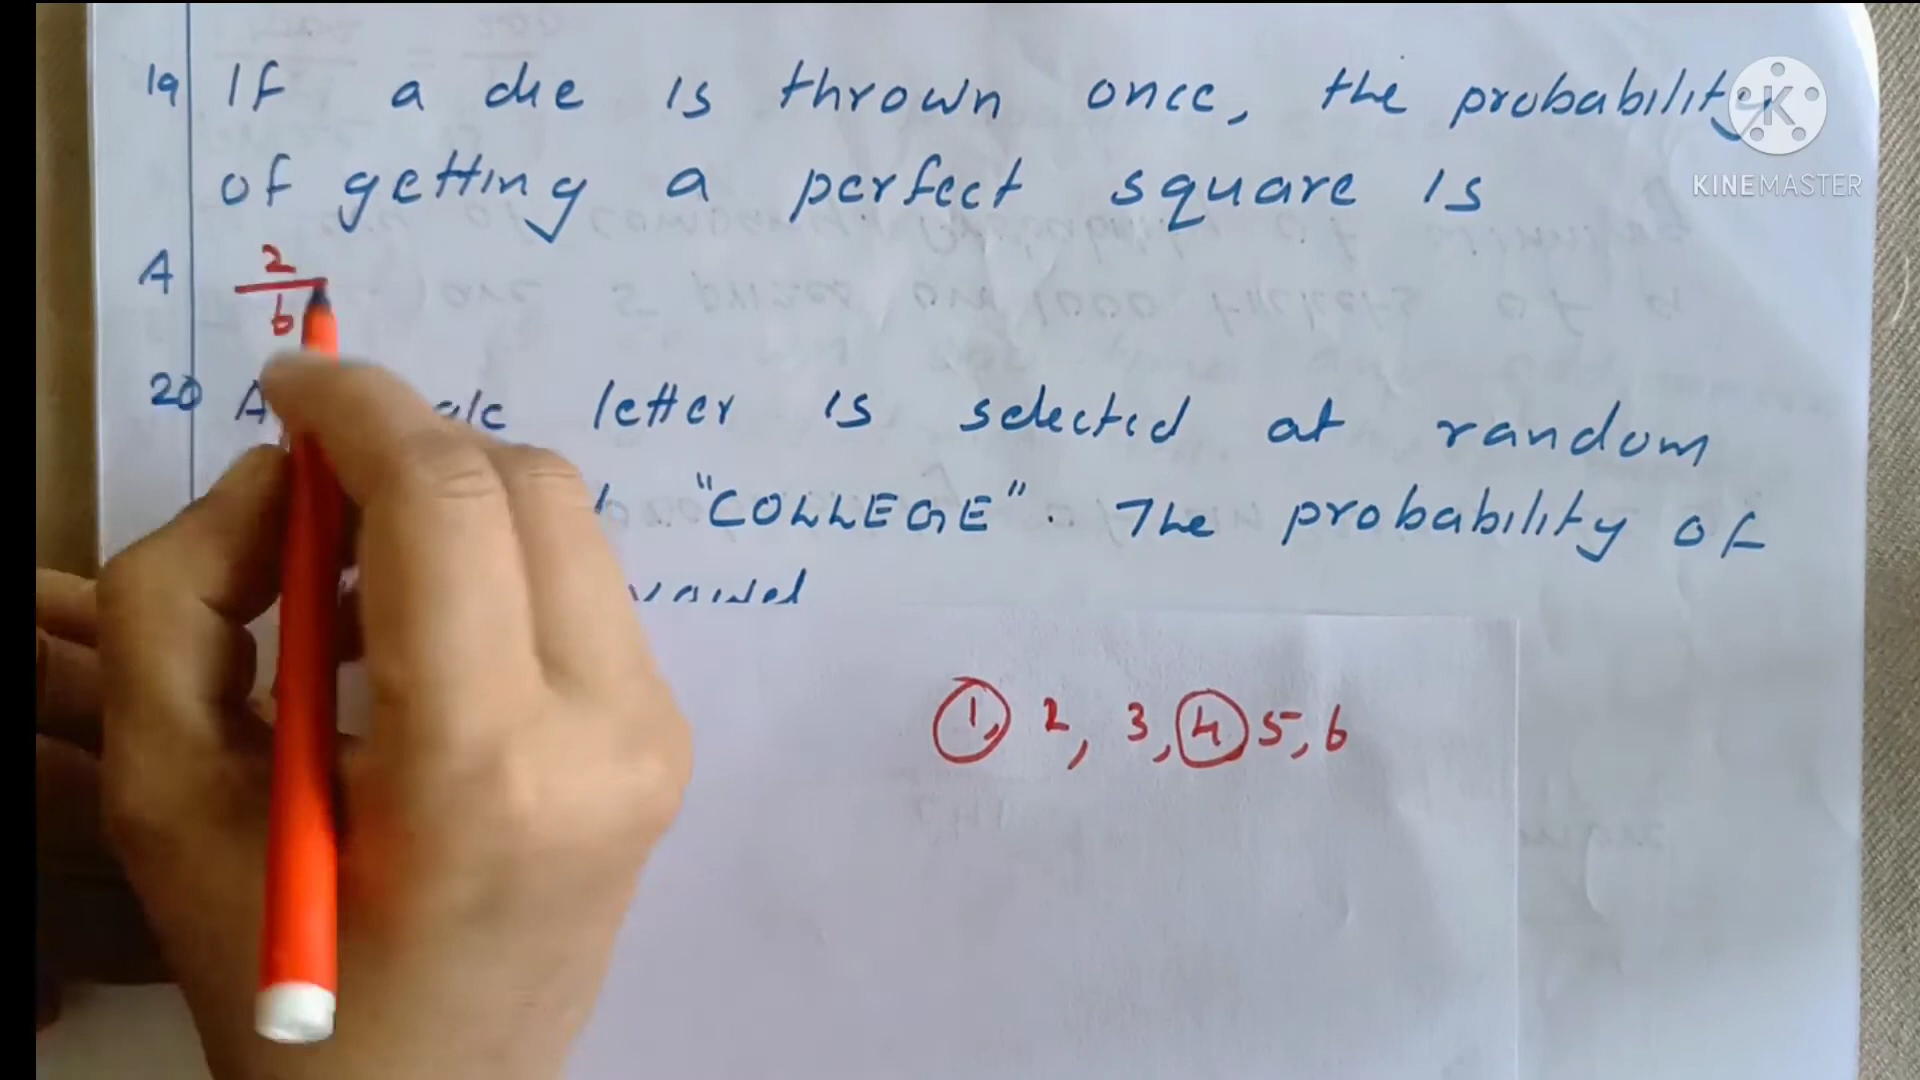 19 If a die is thrown once, the probability
KINEMASTER
of getting a perfect square is
A 2/6
20 letter is selected at random
"COLLEGE". The probability of
vowel
1, 2, 3, 4 5, 6